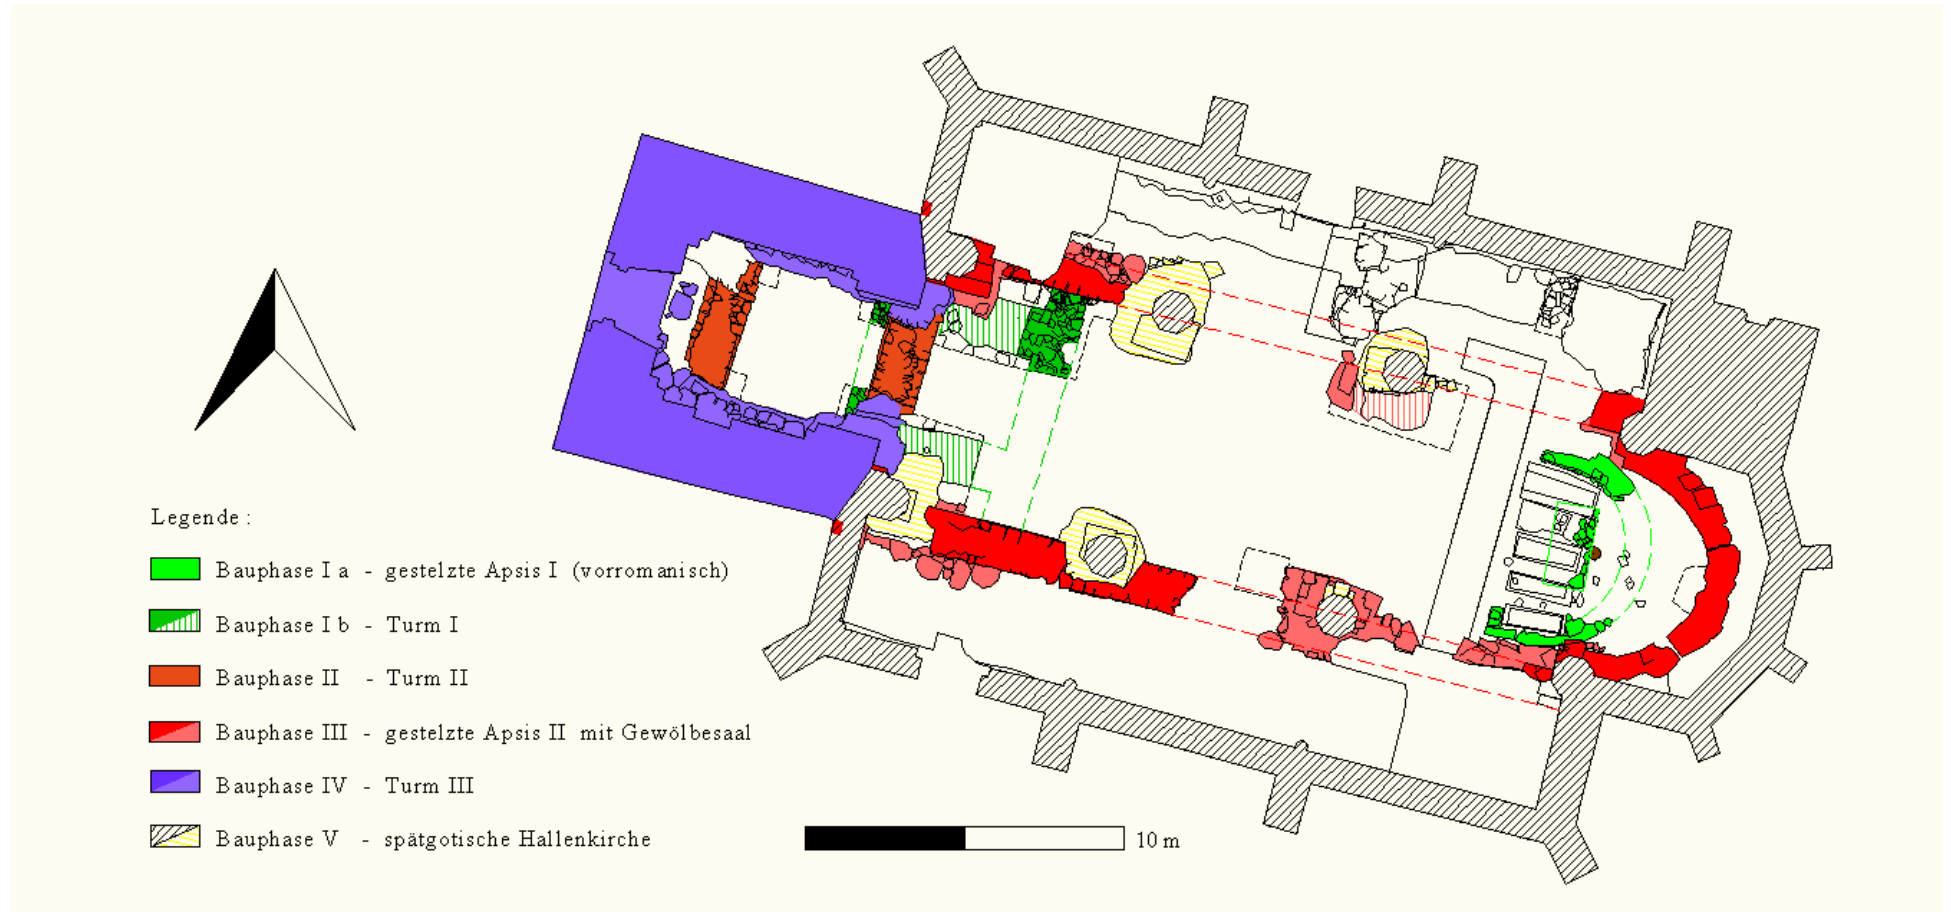 Legende :
Bauphase I a - gestelzte Apsis I (vorromanisch)
Bauphase I b - Turm I
Bauphase II - Turm II
Bauphase III - gestelzte Apsis II mit Gewölbesaal
Bauphase IV - Turm III
Bauphase V - spätgotische Hallenkirche
10 m